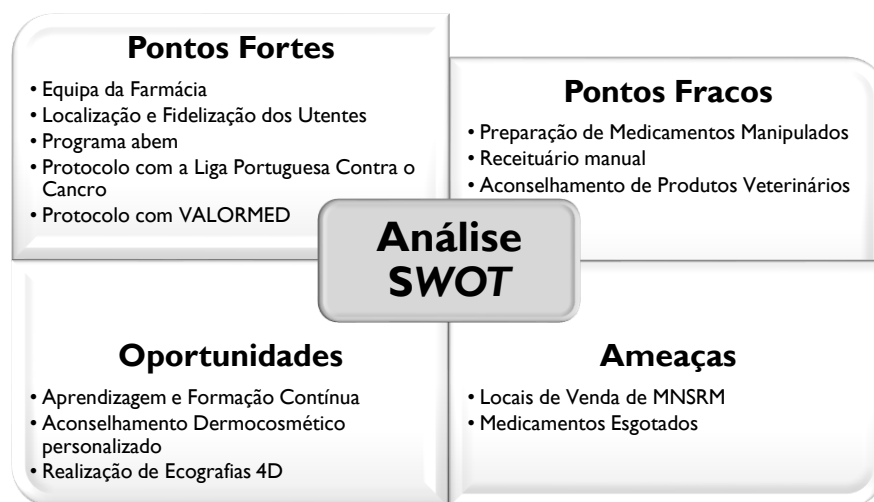 Pontos Fortes
• Equipa da Farmácia
• Localização e Fidelização dos Utentes
• Programa abem
• Protocolo com a Liga Portuguesa Contra o
Cancro
• Protocolo com VALORMED
Pontos Fracos
• Preparação de Medicamentos Manipulados
• Receituário manual
• Aconselhamento de Produtos Veterinários
Análise
SWOT
Oportunidades
• Aprendizagem e Formação Contínua
• Aconselhamento Dermocosmético
personalizado
• Realização de Ecografias 4D
Ameaças
• Locais de Venda de MNSRM
• Medicamentos Esgotados